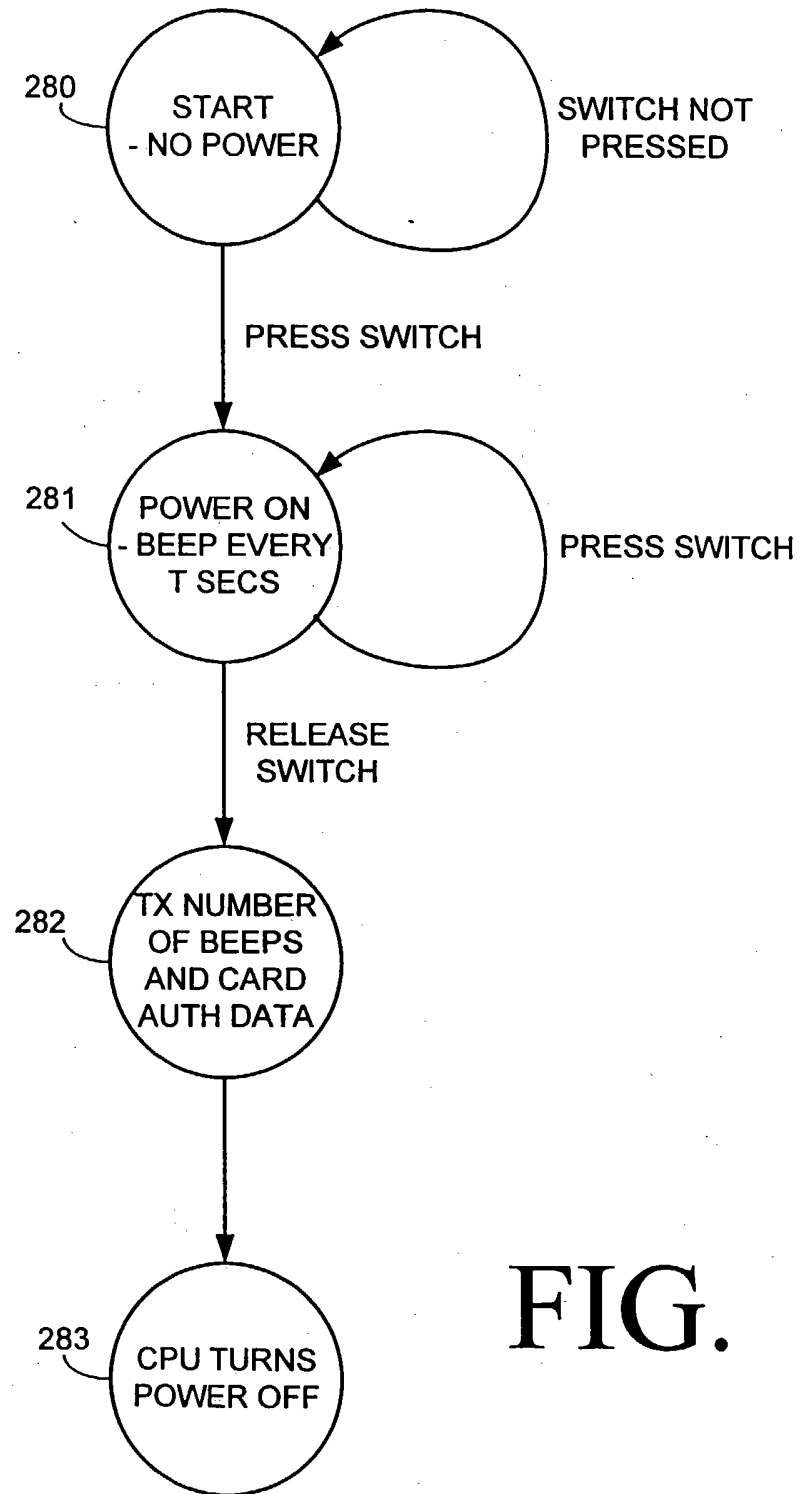 280
START
- NO POWER
SWITCH NOT
PRESSED
PRESS SWITCH
281
POWER ON
- BEEP EVERY
T SECS
PRESS SWITCH
RELEASE
SWITCH
282
TX NUMBER
OF BEEPS
AND CARD
AUTH DATA
283
CPU TURNS
POWER OFF
FIG.